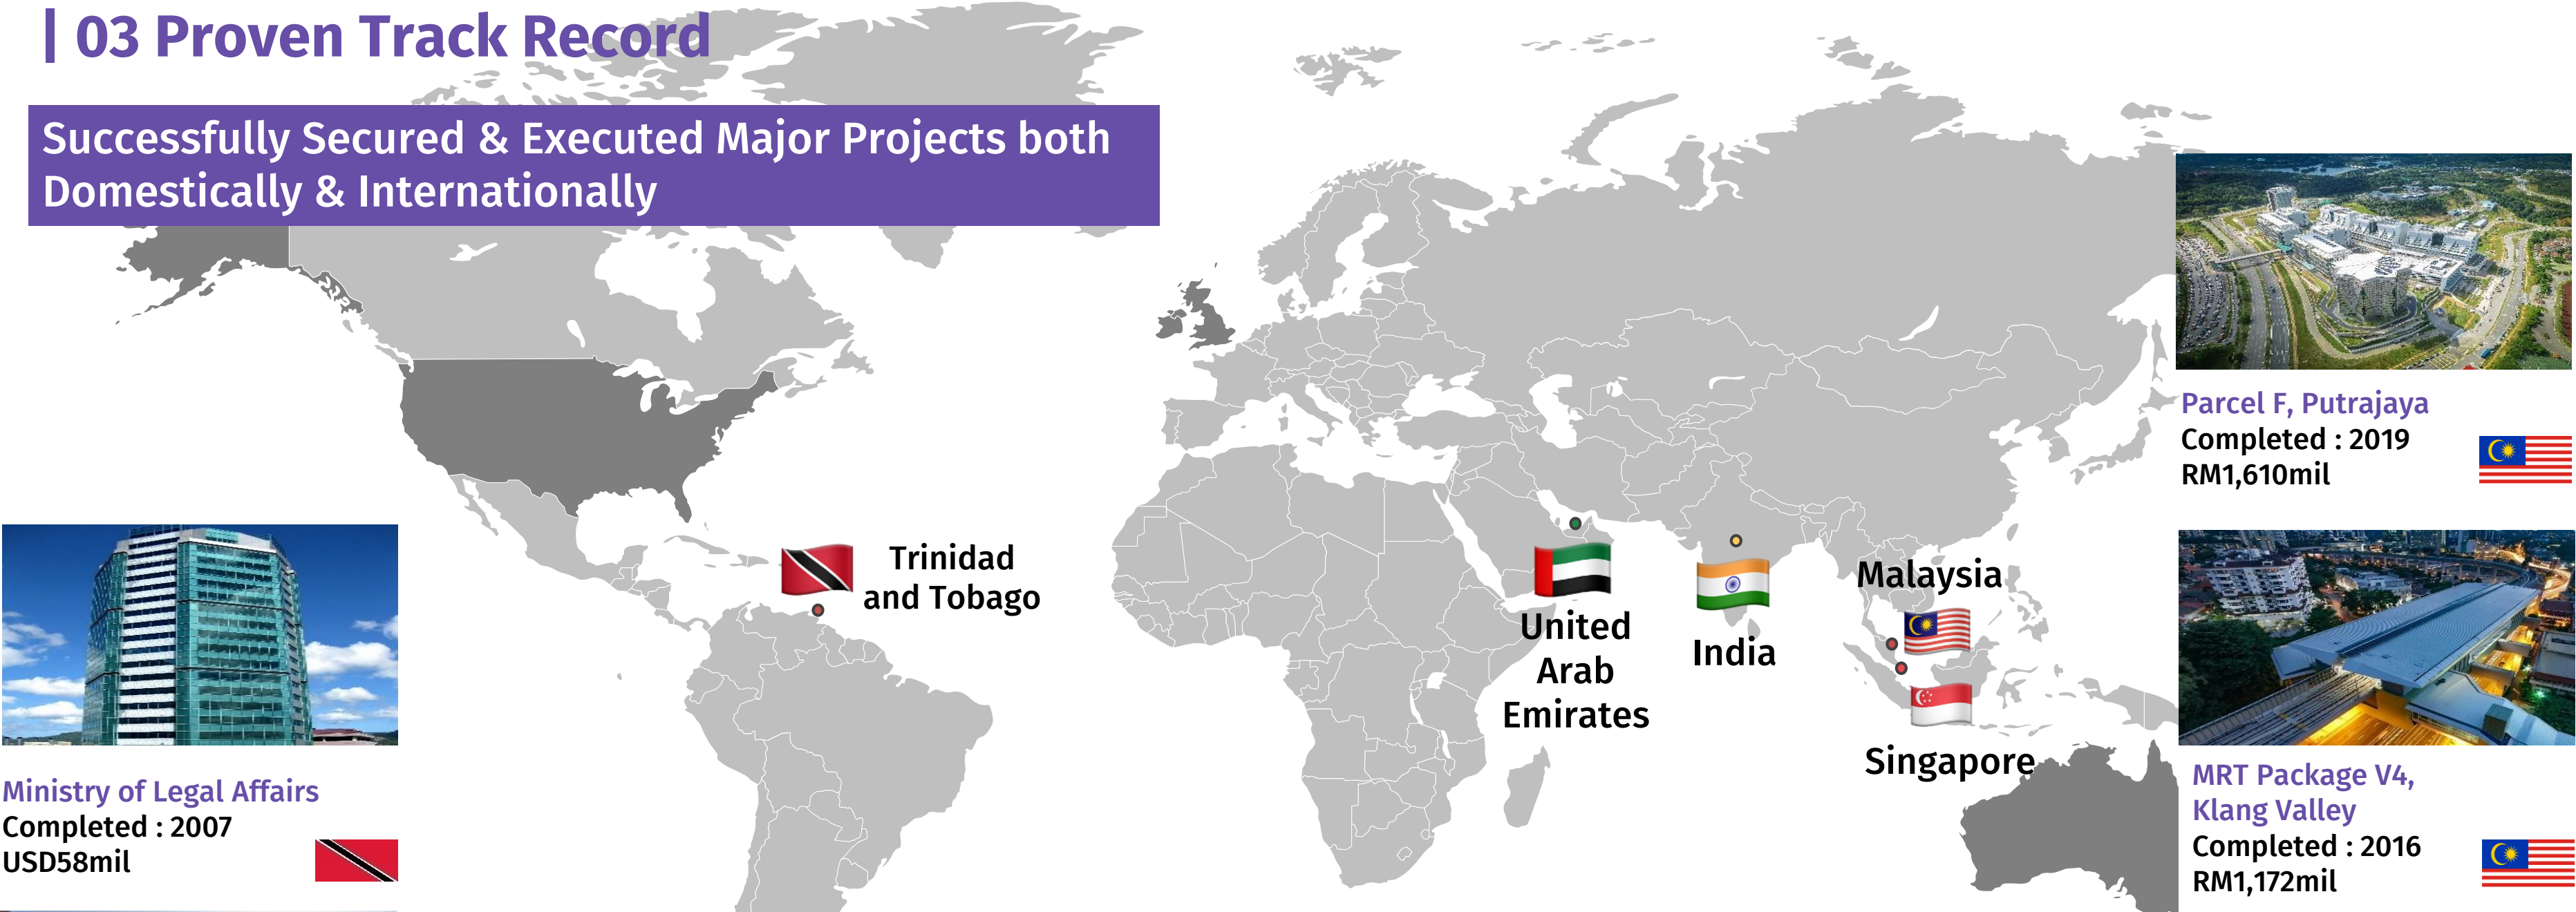 | 03 Proven Track Record
Successfully Secured & Executed Major Projects both
Domestically & Internationally
Parcel F, Putrajaya
Completed : 2019
RM1,610mil
Trinidad
and Tobago
United
Arab
Emirates
India
Malaysia
Singapore
Ministry of Legal Affairs
Completed : 2007
USD58mil
MRT Package V4,
Klang Valley
Completed : 2016
RM1,172mil